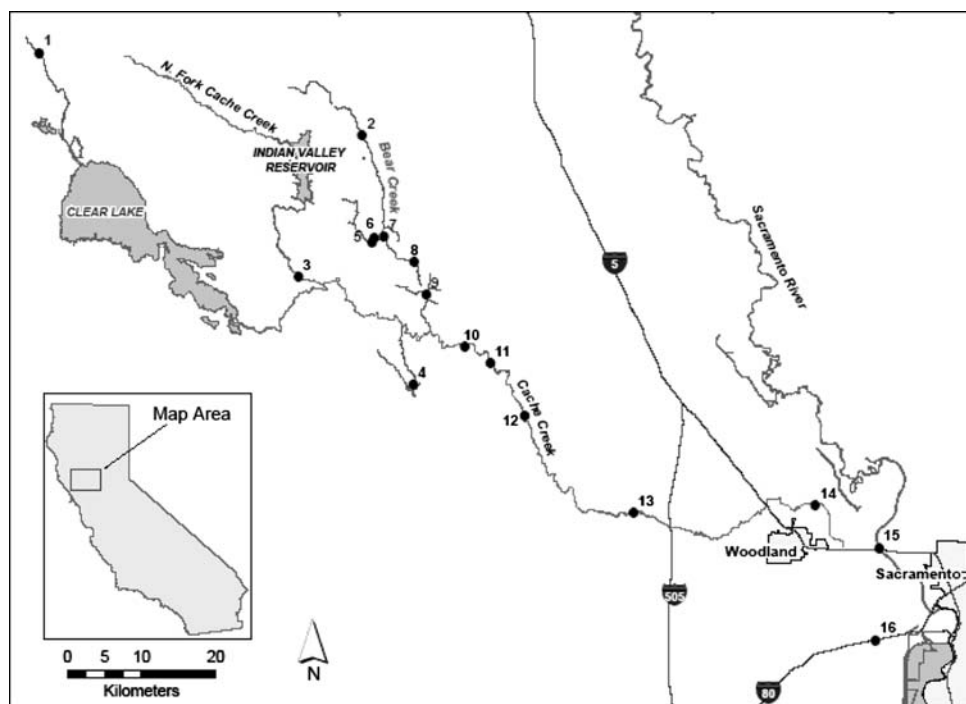 1
N. Fork Cache Creek
2
INDIAN VALLEY
RESERVOIR
Bear Creek
CLEAR LAKE
6
7
5
8
3
9
Sacramento River
5
10
11
4
Cache Creek
12
Map Area
13
14
Woodland
15
Sacramento
505
16
80
0 5 10 20
Kilometers
N